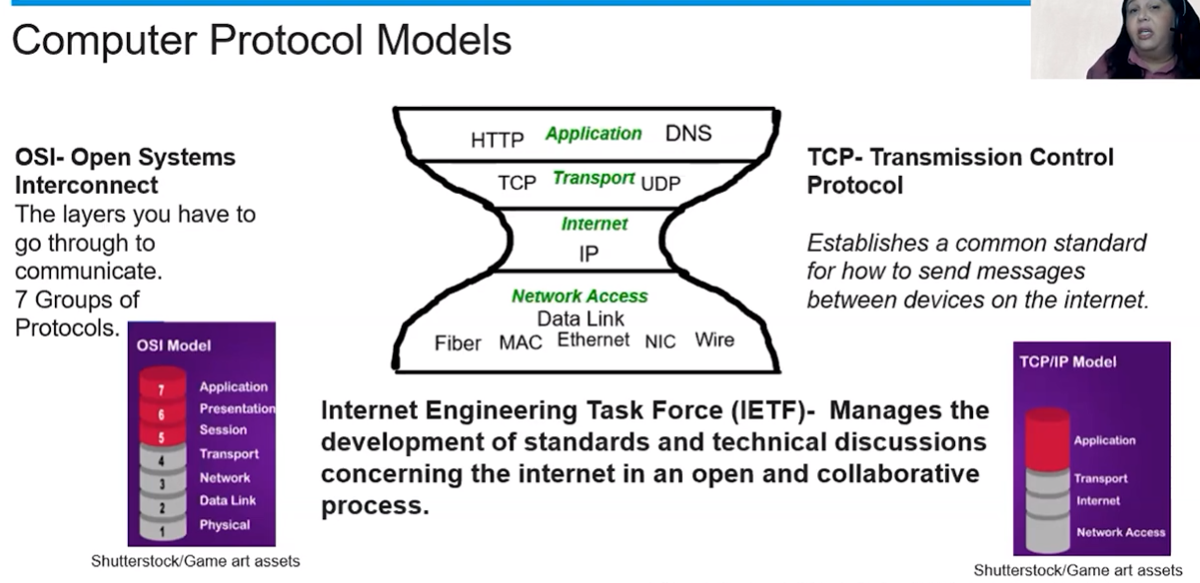 Computer Protocol Models
OSI- Open Systems
Interconnect
The layers you have to
go through to
communicate.
7 Groups of
Protocols.
OSI Model
7 Application
6 Presentation
5 Session
4 Transport
3 Network
2 Data Link
1 Physical
Shutterstock/Game art assets
HTTP Application DNS
TCP Transport UDP
Internet
IP
Network Access
Data Link
Fiber MAC Ethernet NIC Wire
Internet Engineering Task Force (IETF)- Manages the
development of standards and technical discussions
concerning the internet in an open and collaborative
process.
TCP- Transmission Control
Protocol
Establishes a common standard
for how to send messages
between devices on the internet.
TCP/IP Model
Application
Transport
Internet
Network Access
Shutterstock/Game art assets